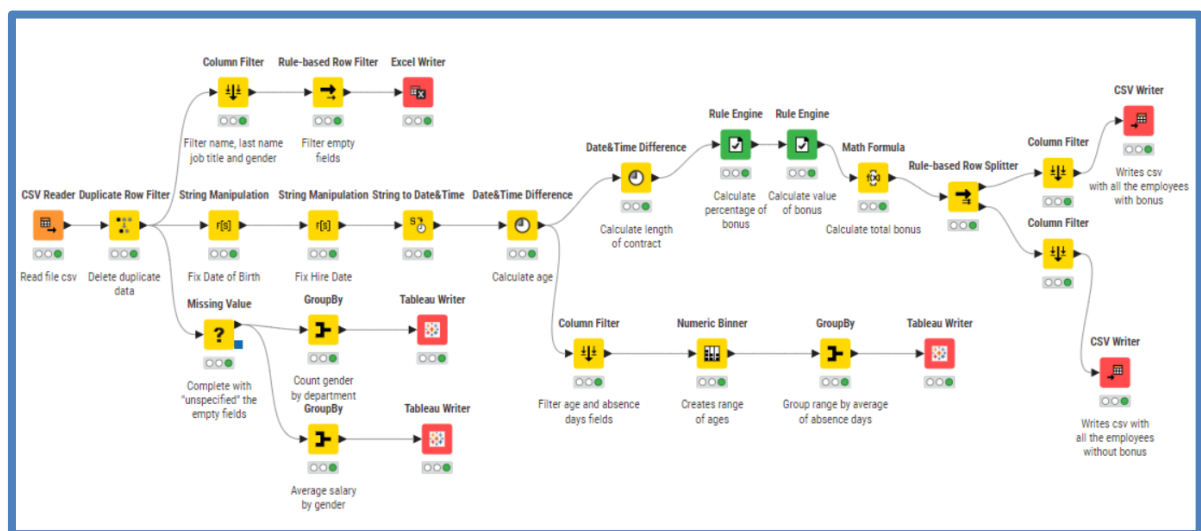 Column Filter
Rule-based Row Filter
Excel Writer
Filter name, last name
job title and gender
Filter empty
fields
CSV Reader
Duplicate Row Filter
String Manipulation
String Manipulation
String to Date&Time
Date&Time Difference
Read file csv
Delete duplicate
data
Fix Date of Birth
Fix Hire Date
Calculate age
Missing Value
GroupBy
Tableau Writer
Complete with
"unspecified" the
empty fields
Count gender
by department
GroupBy
Tableau Writer
Average salary
by gender
Date&Time Difference
Calculate length
of contract
Rule Engine
Rule Engine
Calculate
percentage of
bonus
Calculate value
of bonus
Math Formula
Calculate total bonus
Rule-based Row Splitter
Column Filter
CSV Writer
Writes csv
with all the employees
with bonus
Column Filter
CSV Writer
Writes csv with
all the employees
without bonus
Column Filter
Numeric Binner
GroupBy
Tableau Writer
Filter age and absence
days fields
Creates range
of ages
Group range by average
of absence days